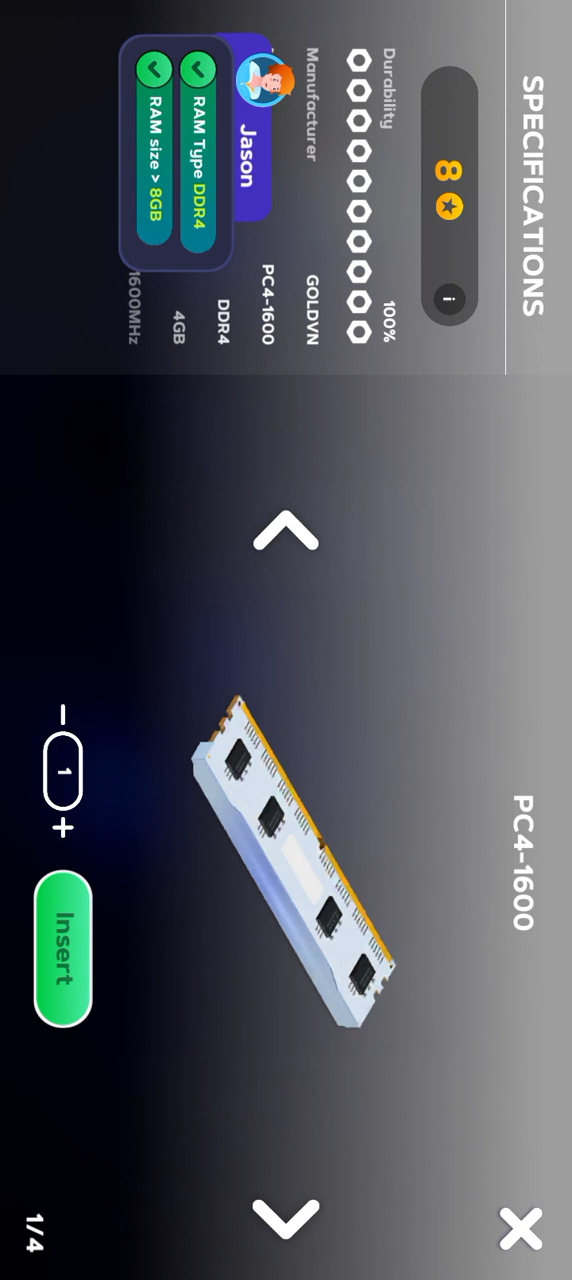 SPECIFICATIONS
8
i
Durability 100%
Manufacturer GOLDVN
PC4-1600
DDR4
4GB
1600MHz
Jason
RAM Type DDR4
RAM size > 8GB
PC4-1600
- 1 +
Insert
1/4